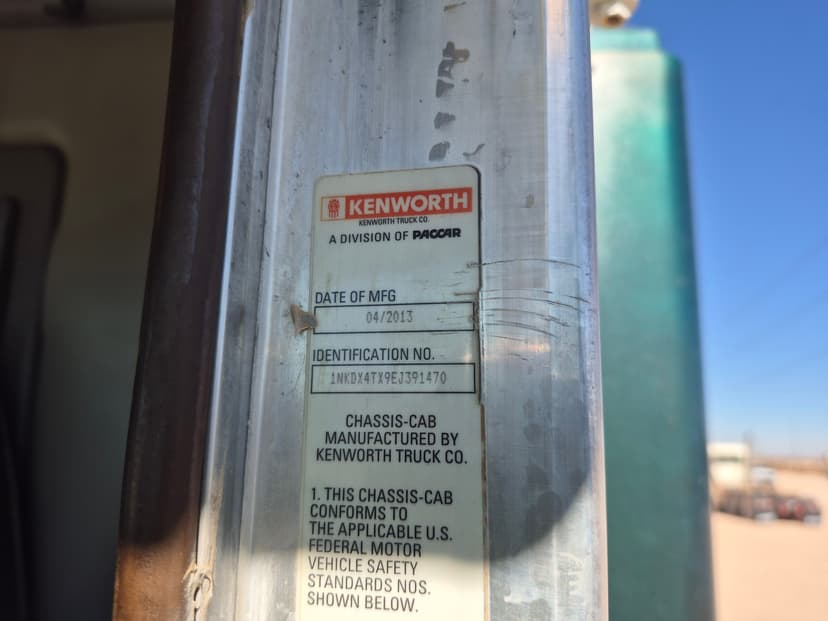 KENWORTH
KENWORTH TRUCK CO.
A DIVISION OF PACCAR
DATE OF MFG
04/2013
IDENTIFICATION NO.
1NKDX4TX9EJ391470
CHASSIS-CAB
MANUFACTURED BY
KENWORTH TRUCK CO.
1. THIS CHASSIS-CAB
CONFORMS TO
THE APPLICABLE U.S.
FEDERAL MOTOR
VEHICLE SAFETY
STANDARDS NOS.
SHOWN BELOW.